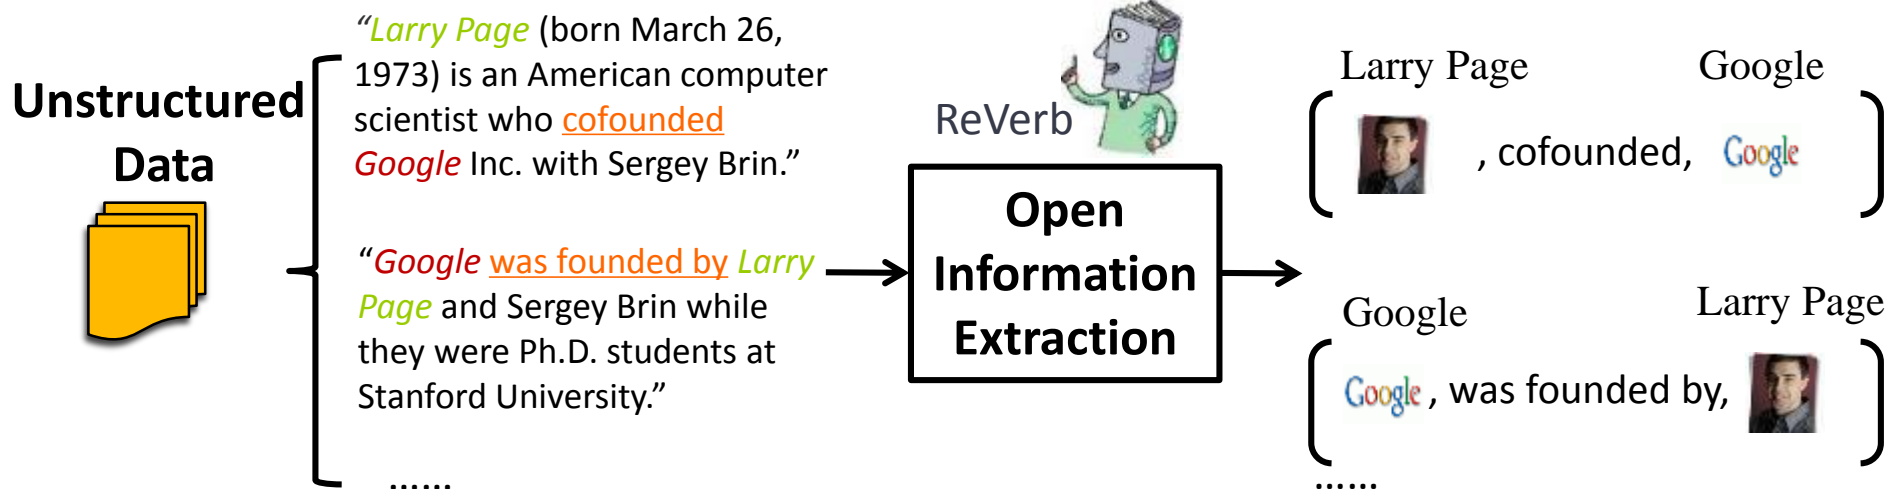 Unstructured
Data
“Larry Page (born March 26,
1973) is an American computer
scientist who cofounded
Google Inc. with Sergey Brin.”
“Google was founded by Larry
Page and Sergey Brin while
they were Ph.D. students at
Stanford University.”
......
ReVerb
Open
Information
Extraction
Larry Page Google
, cofounded, Google
Google Larry Page
Google , was founded by,
......